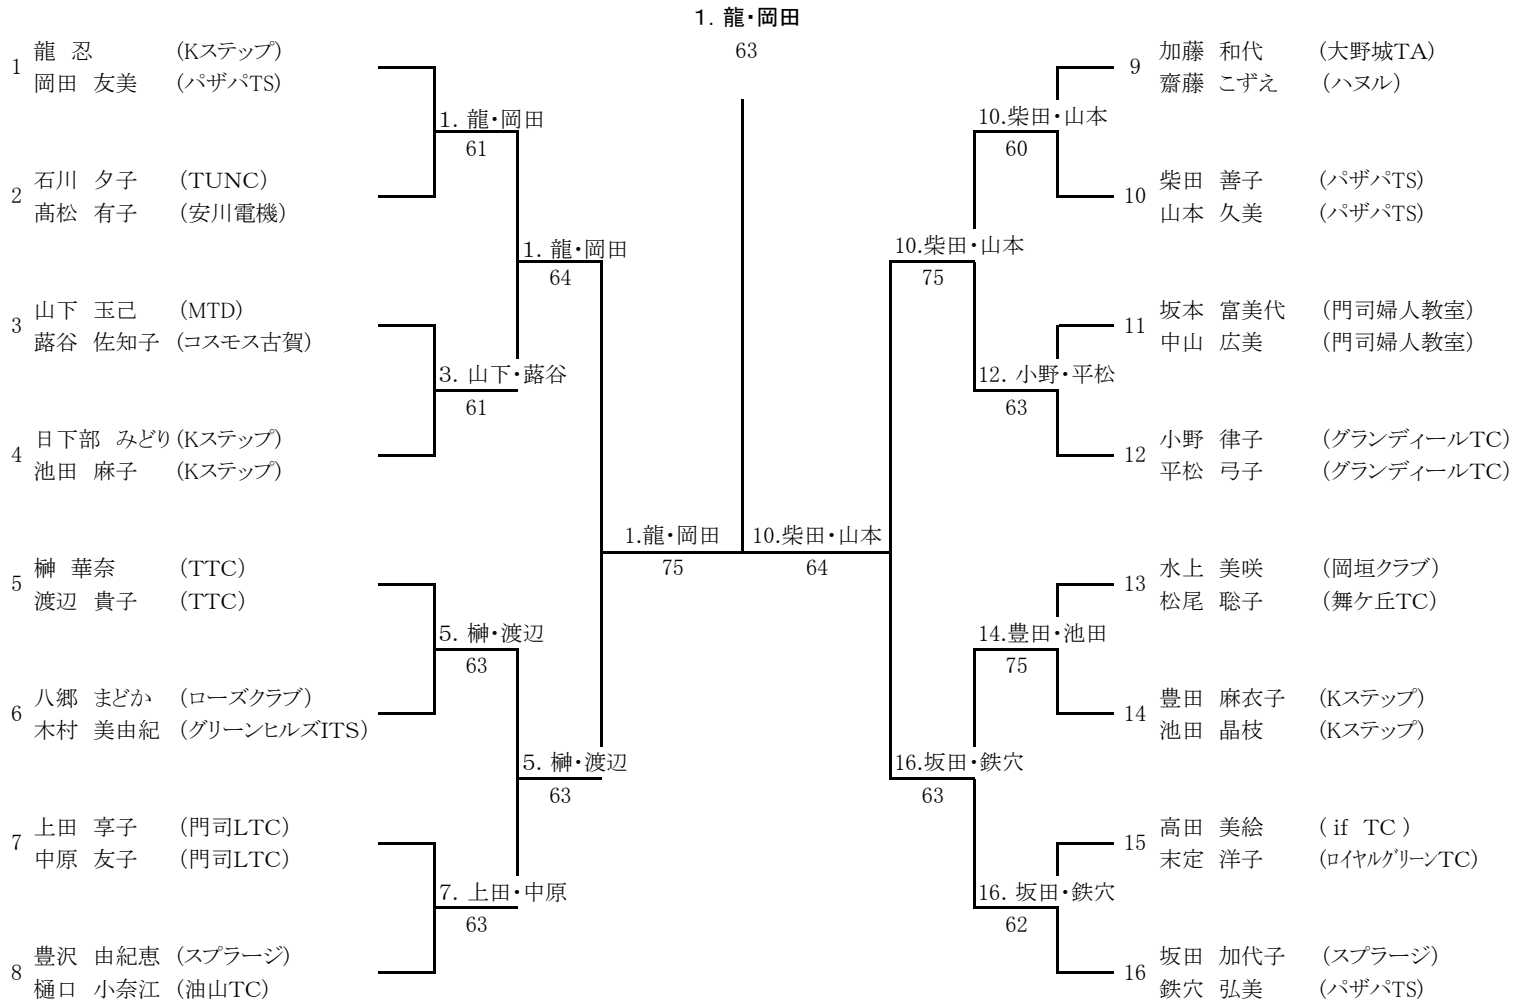 1. 龍・岡田
63
1 龍 忍 (Kステップ)
岡田 友美 (パザパTS)
1. 龍・岡田
61
2 石川 夕子 (TUNC)
髙松 有子 (安川電機)
1. 龍・岡田
64
3 山下 玉己 (MTD)
蕗谷 佐知子 (コスモス古賀)
3. 山下・蕗谷
61
4 日下部 みどり (Kステップ)
池田 麻子 (Kステップ)
1.龍・岡田
75
5 榊 華奈 (TTC)
渡辺 貴子 (TTC)
5. 榊・渡辺
63
6 八郷 まどか (ローズクラブ)
木村 美由紀 (グリーンヒルズITS)
5. 榊・渡辺
63
7 上田 享子 (門司LTC)
中原 友子 (門司LTC)
7. 上田・中原
63
8 豊沢 由紀恵 (スプラージ)
樋口 小奈江 (油山TC)
9 加藤 和代 (大野城TA)
齋藤 こずえ (ハヌル)
10.柴田・山本
60
10 柴田 善子 (パザパTS)
山本 久美 (パザパTS)
10.柴田・山本
75
11 坂本 富美代 (門司婦人教室)
中山 広美 (門司婦人教室)
12. 小野・平松
63
12 小野 律子 (グランディールTC)
平松 弓子 (グランディールTC)
10.柴田・山本
64
13 水上 美咲 (岡垣クラブ)
松尾 聡子 (舞ケ丘TC)
14.豊田・池田
75
14 豊田 麻衣子 (Kステップ)
池田 晶枝 (Kステップ)
16.坂田・鉄穴
63
15 高田 美絵 ( if TC )
末定 洋子 (ロイヤルグリーンTC)
16. 坂田・鉄穴
62
16 坂田 加代子 (スプラージ)
鉄穴 弘美 (パザパTS)